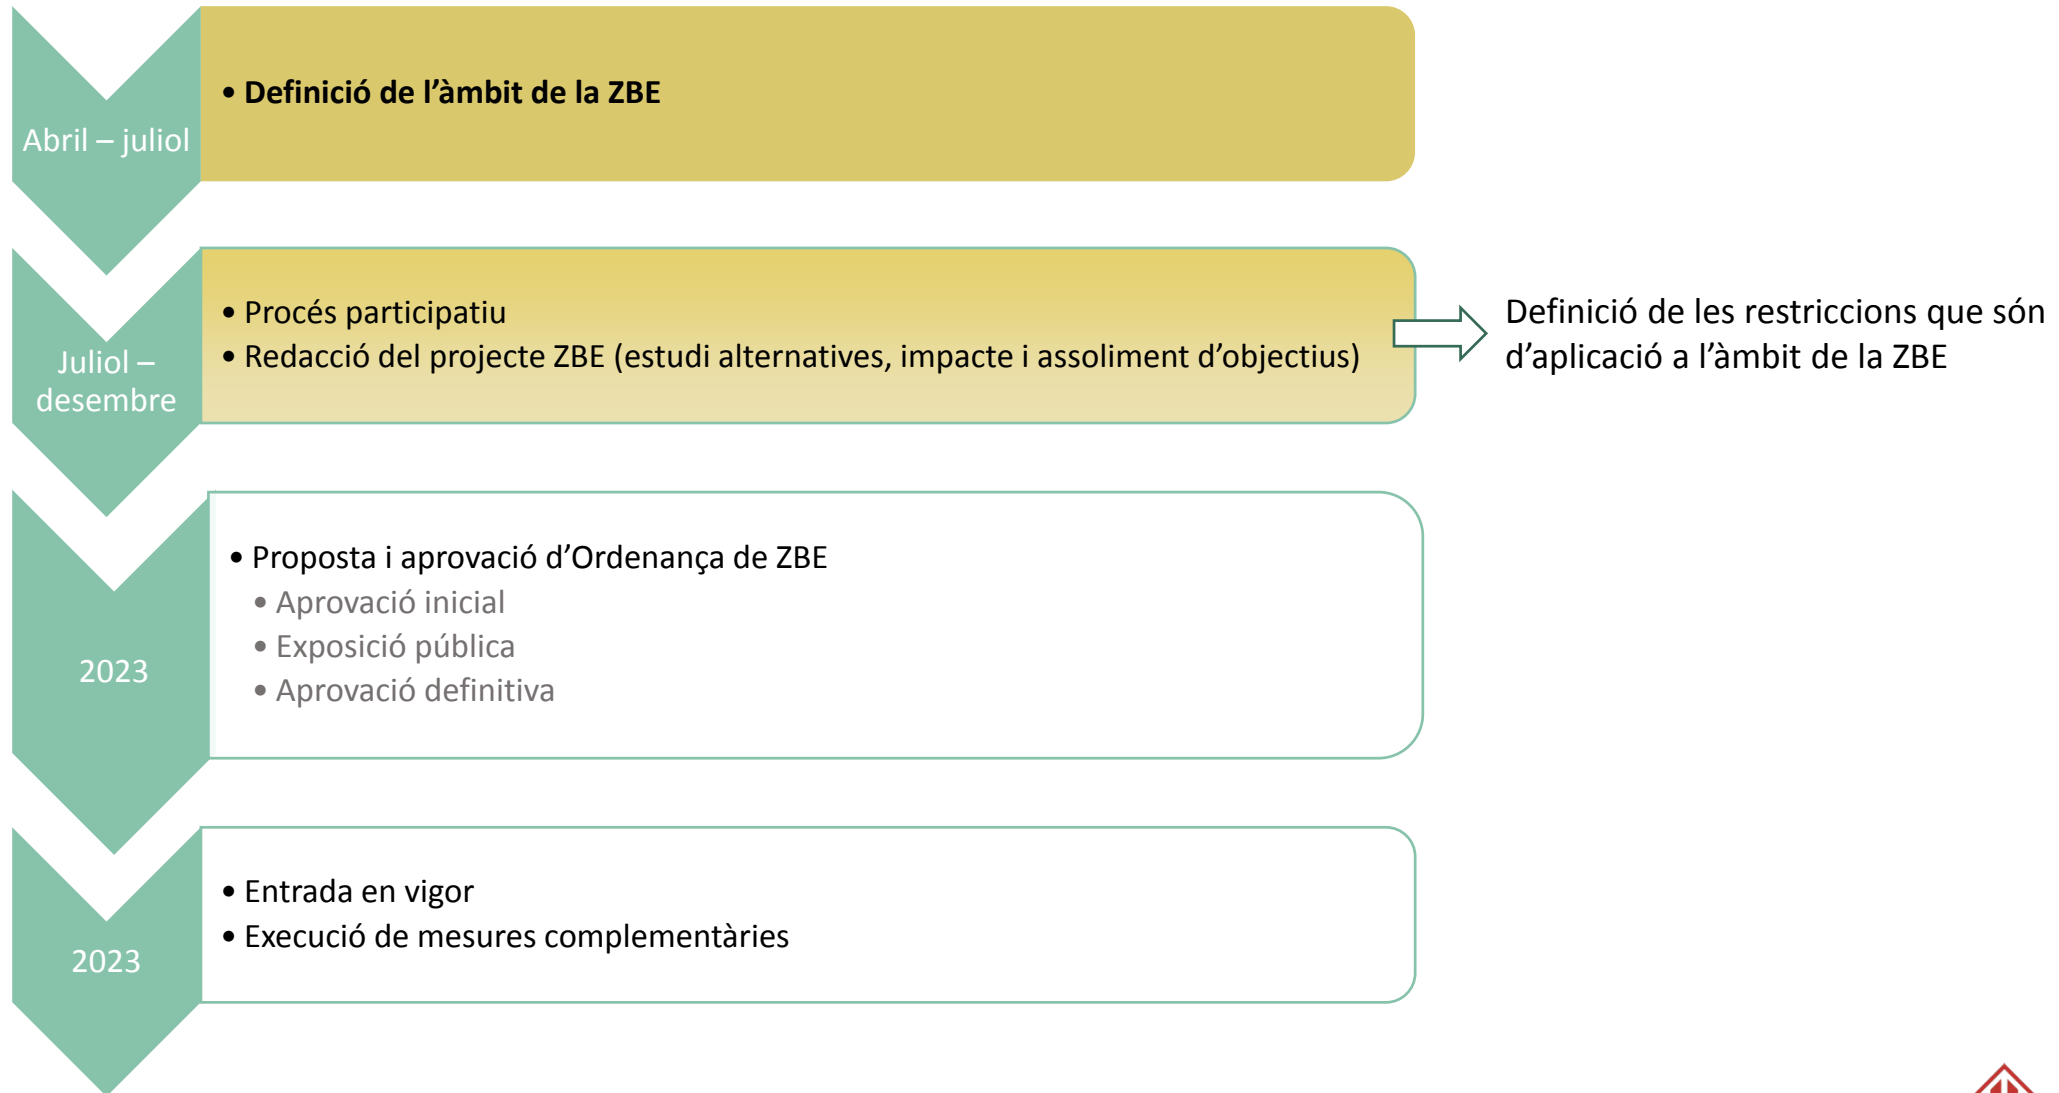 Abril – juliol
• Definició de l’àmbit de la ZBE
Juliol –
desembre
• Procés participatiu
• Redacció del projecte ZBE (estudi alternatives, impacte i assoliment d’objectius)
Definició de les restriccions que són
d’aplicació a l’àmbit de la ZBE
2023
• Proposta i aprovació d’Ordenança de ZBE
• Aprovació inicial
• Exposició pública
• Aprovació definitiva
2023
• Entrada en vigor
• Execució de mesures complementàries